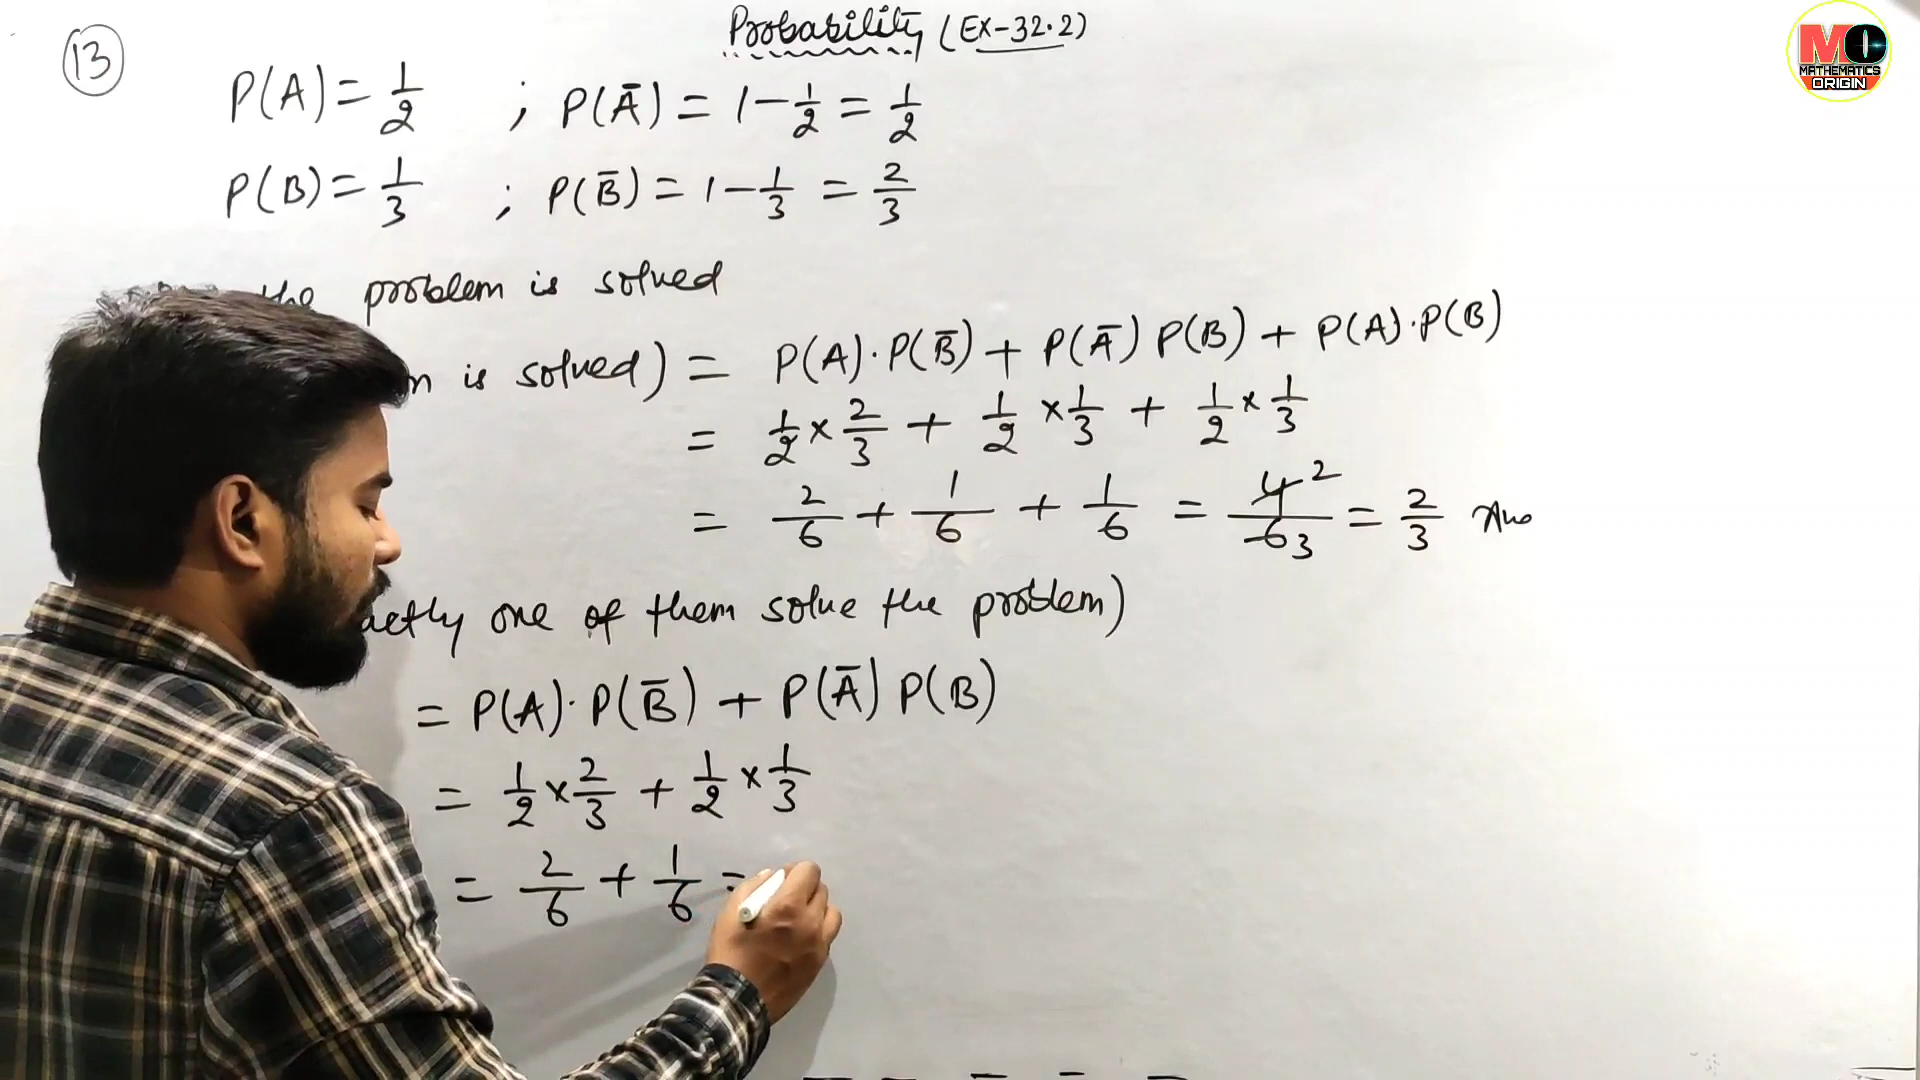 Probability (EX-32.2)
MO
MATHEMATICS
ORIGIN
13
P(A) = 1/2 ; P(Ā) = 1 - 1/2 = 1/2
P(B) = 1/3 ; P(B̄) = 1 - 1/3 = 2/3
the problem is solved
is solved) = P(A)·P(B̄) + P(Ā) P(B) + P(A)·P(B)
= 1/2 × 2/3 + 1/2 × 1/3 + 1/2 × 1/3
= 2/6 + 1/6 + 1/6 = 4 2/6 3 = 2/3 Ans
one of them solve the problem)
= P(A)·P(B̄) + P(Ā) P(B)
= 1/2 × 2/3 + 1/2 × 1/3
= 2/6 + 1/6 =